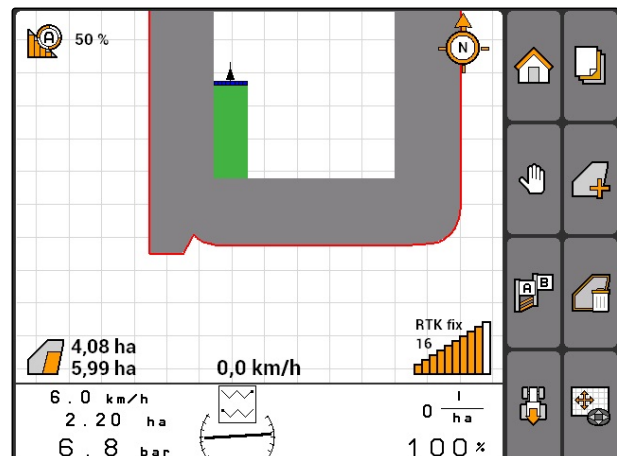 A 50 %
N
A B
RTK fix
16
4,08 ha
5,99 ha
0,0 km/h
6.0 km/h
2.20 ha
6.8 bar
0 l
ha
100%